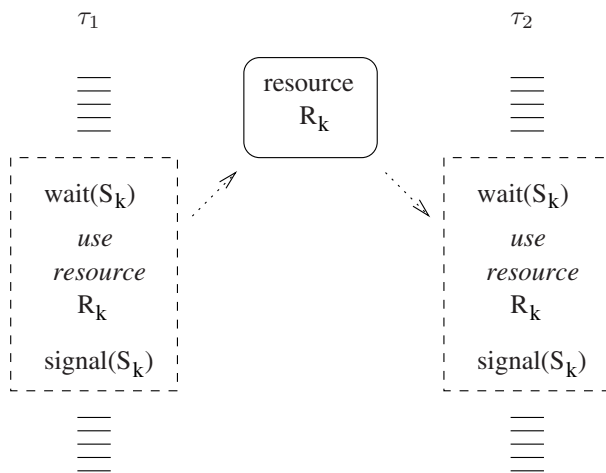 τ₁
τ₂
resource
Rₖ
wait(Sₖ)
use
resource
Rₖ
signal(Sₖ)
wait(Sₖ)
use
resource
Rₖ
signal(Sₖ)